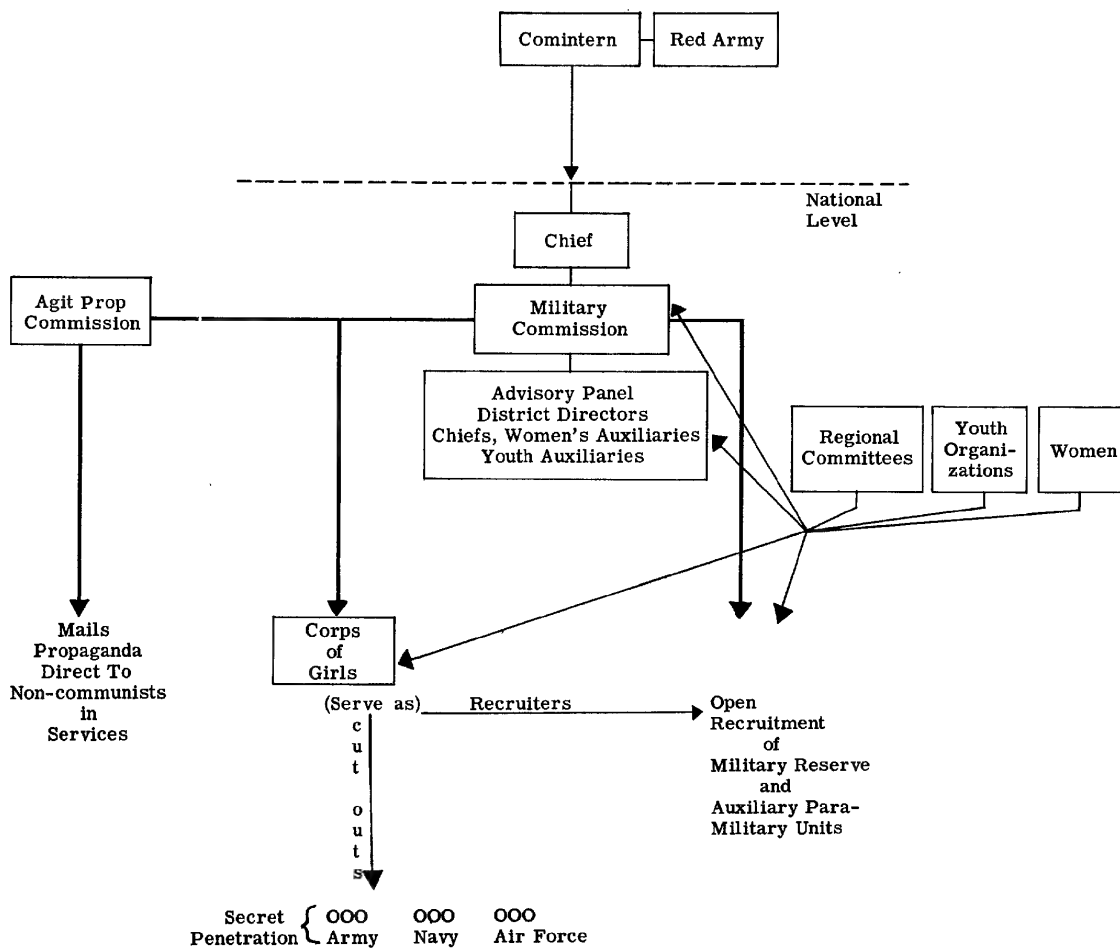 Comintern
Red Army
National
Level
Chief
Agit Prop
Commission
Military
Commission
Advisory Panel
District Directors
Chiefs, Women's Auxiliaries
Youth Auxiliaries
Regional
Committees
Youth
Organi-
zations
Women
Mails
Propaganda
Direct To
Non-communists
in
Services
Corps
of
Girls
(Serve as)
Recruiters
c
u
t
o
u
t
s
Open
Recruitment
of
Military Reserve
and
Auxiliary Para-
Military Units
Secret
Penetration
OOO
OOO
OOO
Army
Navy
Air Force